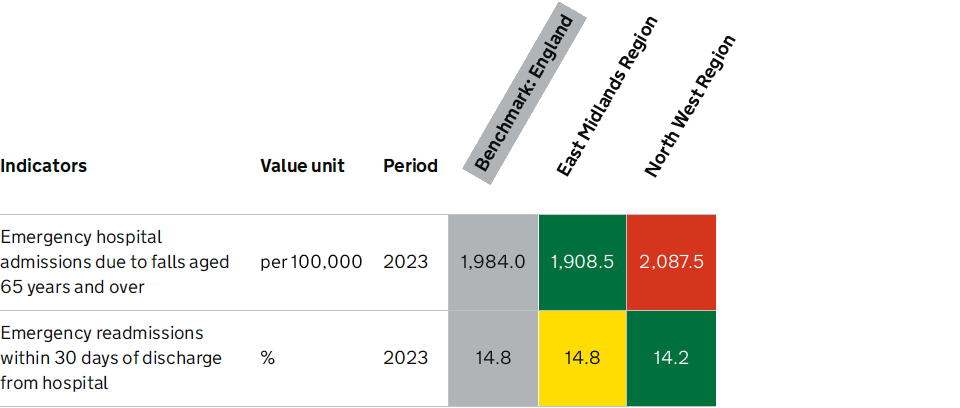 Indicators Value unit Period Benchmark: England East Midlands Region North West Region
Emergency hospital
admissions due to falls aged per 100,000 2023 1,984.0 1,908.5 2,087.5
65 years and over
Emergency readmissions
within 30 days of discharge % 2023 14.8 14.8 14.2
from hospital